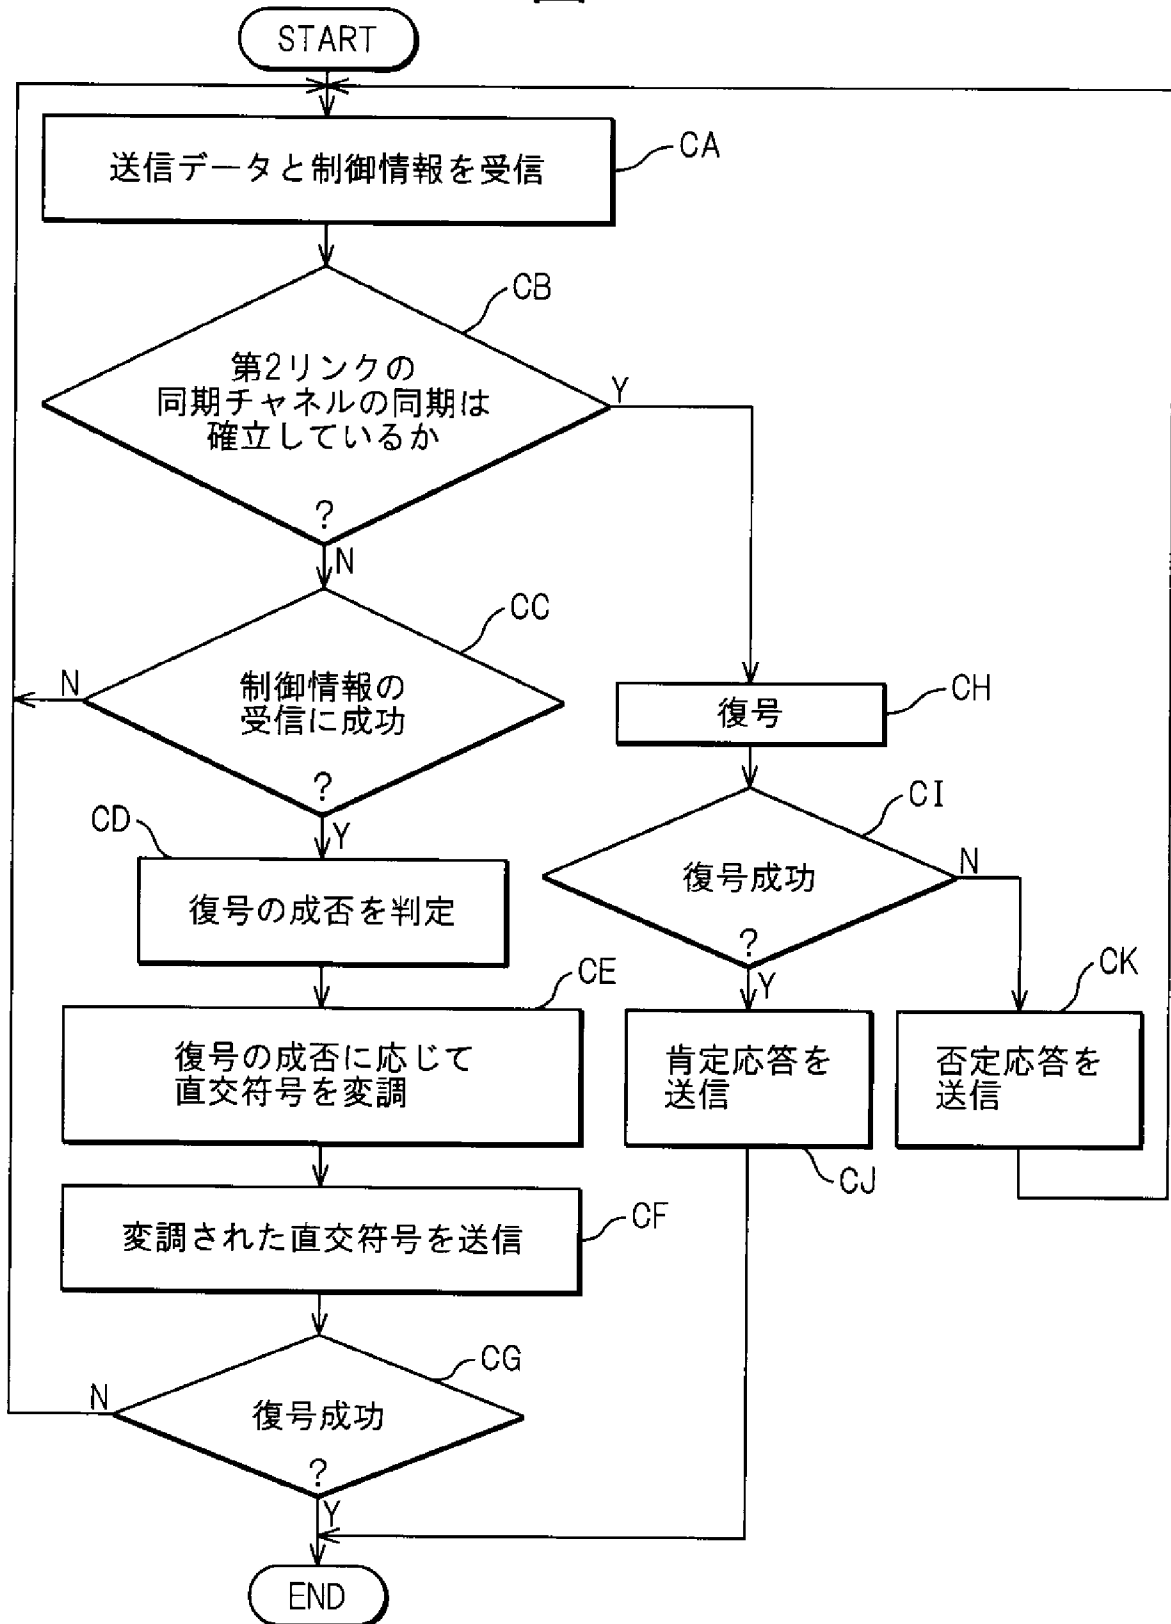 START
送信データと制御情報を受信
CA
CB
第2リンクの
同期チャネルの同期は
確立しているか
?
Y
N
CC
制御情報の
受信に成功
?
N
Y
CD
復号の成否を判定
CE
復号の成否に応じて
直交符号を変調
変調された直交符号を送信
CF
CG
復号成功
?
N
Y
復号
CH
CI
復号成功
?
N
Y
肯定応答を
送信
CJ
CK
否定応答を
送信
END